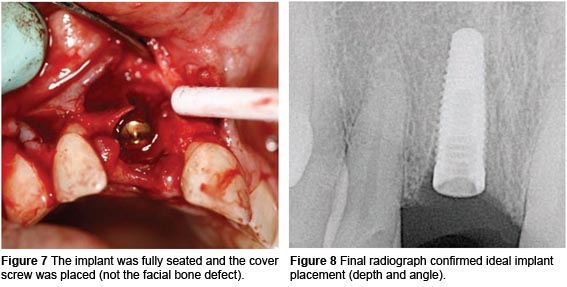 Figure 7 The implant was fully seated and the cover
screw was placed (not the facial bone defect).
Figure 8 Final radiograph confirmed ideal implant
placement (depth and angle).